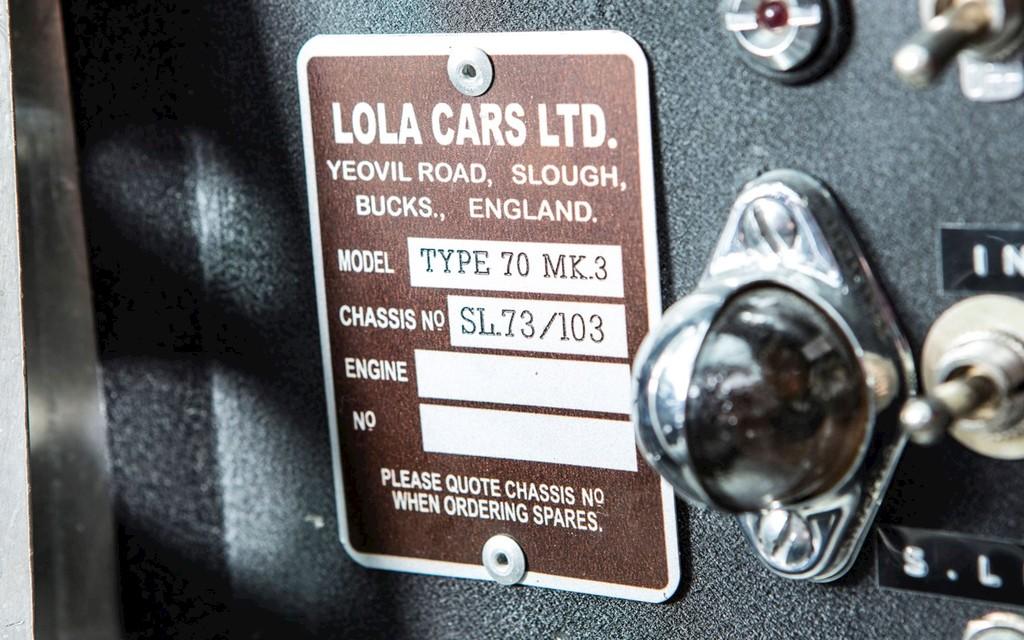 LOLA CARS LTD.
YEOVIL ROAD, SLOUGH,
BUCKS., ENGLAND.
MODEL TYPE 70 MK.3
CHASSIS Nº SL.73/103
ENGINE
Nº
PLEASE QUOTE CHASSIS Nº
WHEN ORDERING SPARES.
S.L